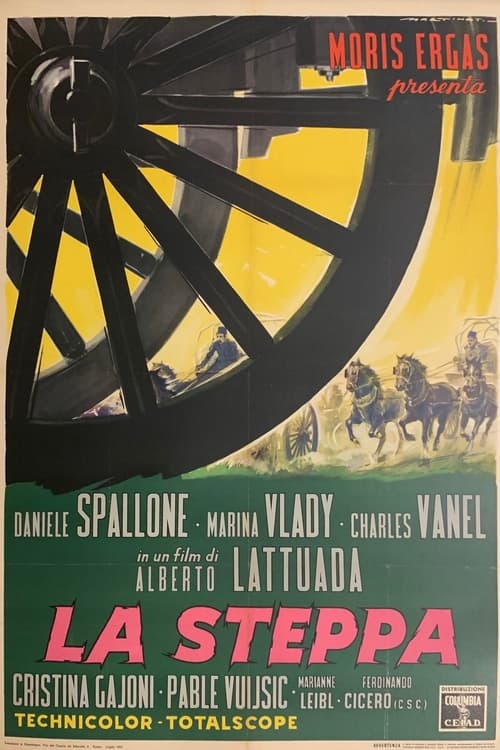 MARTINATI
MORIS ERGAS
presenta
DANIELE SPALLONE · MARINA VLADY · CHARLES VANEL
in un film di
ALBERTO LATTUADA
LA STEPPA
CRISTINA GAJONI · PABLE VUIJSIC · MARIANNE LEIBL · FERDINANDO CICERO (C.S.C.)
TECHNICOLOR - TOTALSCOPE
DISTRIBUZIONE
COLUMBIA
CEIAD
AVVERTENZA